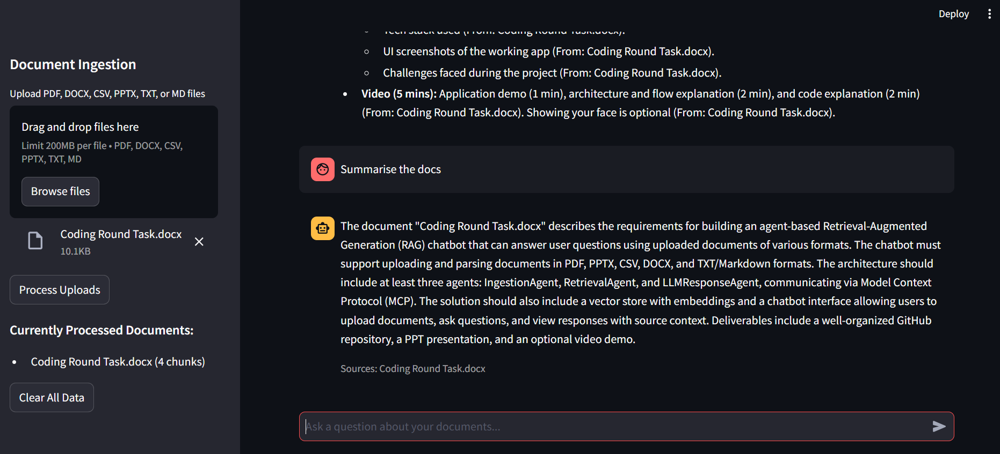 Deploy
Document Ingestion
Upload PDF, DOCX, CSV, PPTX, TXT, or MD files
Drag and drop files here
Limit 200MB per file • PDF, DOCX, CSV,
PPTX, TXT, MD
Browse files
Coding Round Task.docx
10.1KB
Process Uploads
Currently Processed Documents:
• Coding Round Task.docx (4 chunks)
Clear All Data
Tech stack used (From: Coding Round Task.docx).
UI screenshots of the working app (From: Coding Round Task.docx).
Challenges faced during the project (From: Coding Round Task.docx).
• Video (5 mins): Application demo (1 min), architecture and flow explanation (2 min), and code explanation (2 min)
(From: Coding Round Task.docx). Showing your face is optional (From: Coding Round Task.docx).
Summarise the docs
The document "Coding Round Task.docx" describes the requirements for building an agent-based Retrieval-Augmented
Generation (RAG) chatbot that can answer user questions using uploaded documents of various formats. The chatbot must
support uploading and parsing documents in PDF, PPTX, CSV, DOCX, and TXT/Markdown formats. The architecture should
include at least three agents: IngestionAgent, RetrievalAgent, and LLMResponseAgent, communicating via Model Context
Protocol (MCP). The solution should also include a vector store with embeddings and a chatbot interface allowing users to
upload documents, ask questions, and view responses with source context. Deliverables include a well-organized GitHub
repository, a PPT presentation, and an optional video demo.
Sources: Coding Round Task.docx
Ask a question about your documents...